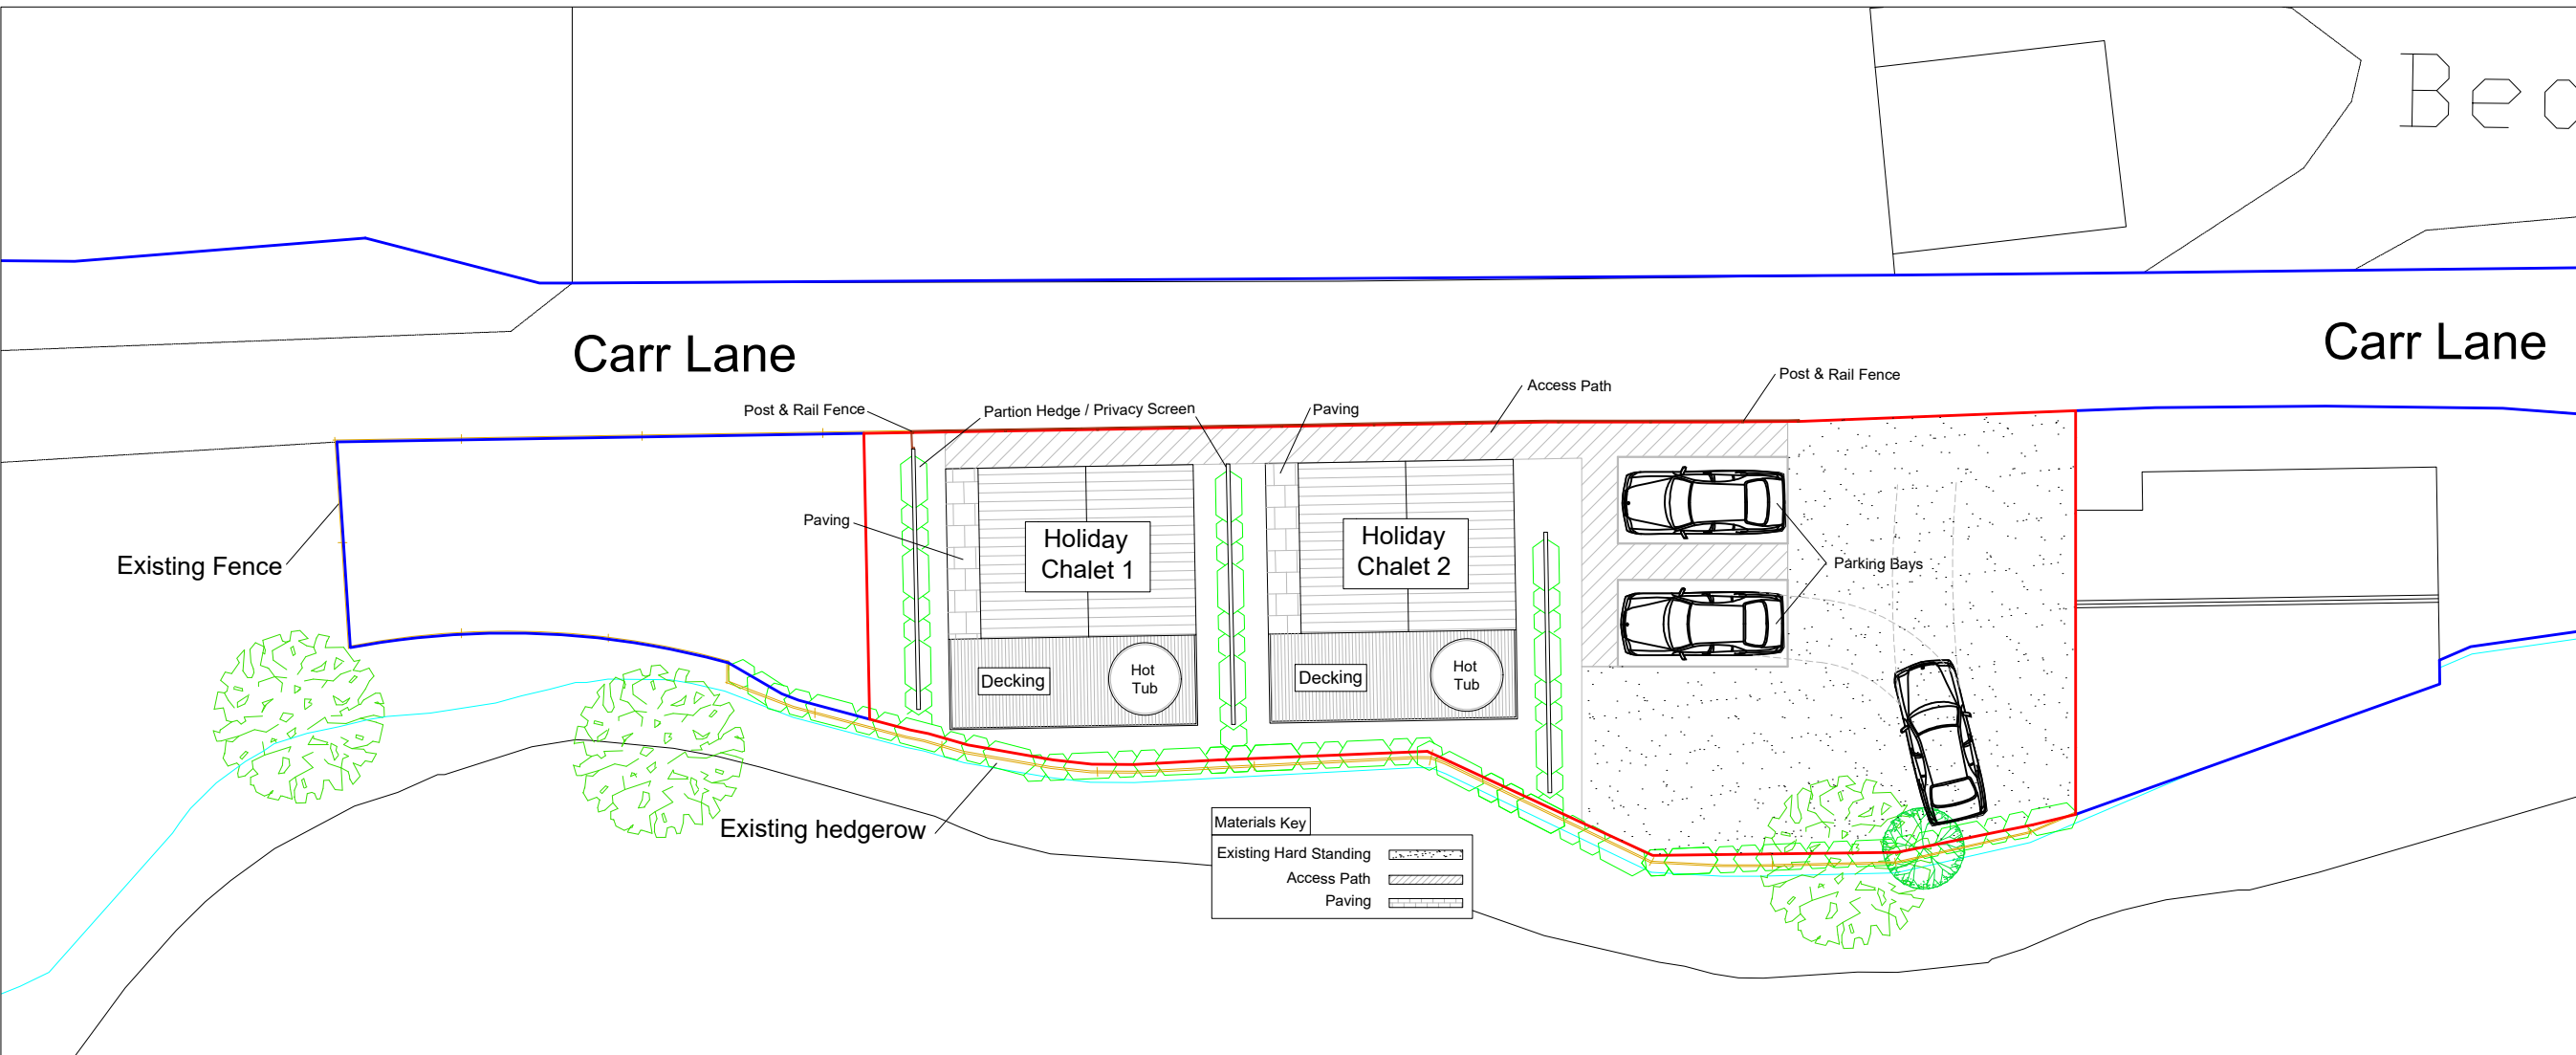 Beo
Carr Lane
Carr Lane
Post & Rail Fence
Access Path
Post & Rail Fence
Partion Hedge / Privacy Screen
Paving
Paving
Existing Fence
Holiday
Chalet 1
Holiday
Chalet 2
Parking Bays
Decking
Hot
Tub
Decking
Hot
Tub
Existing hedgerow
Materials Key
Existing Hard Standing
Access Path
Paving